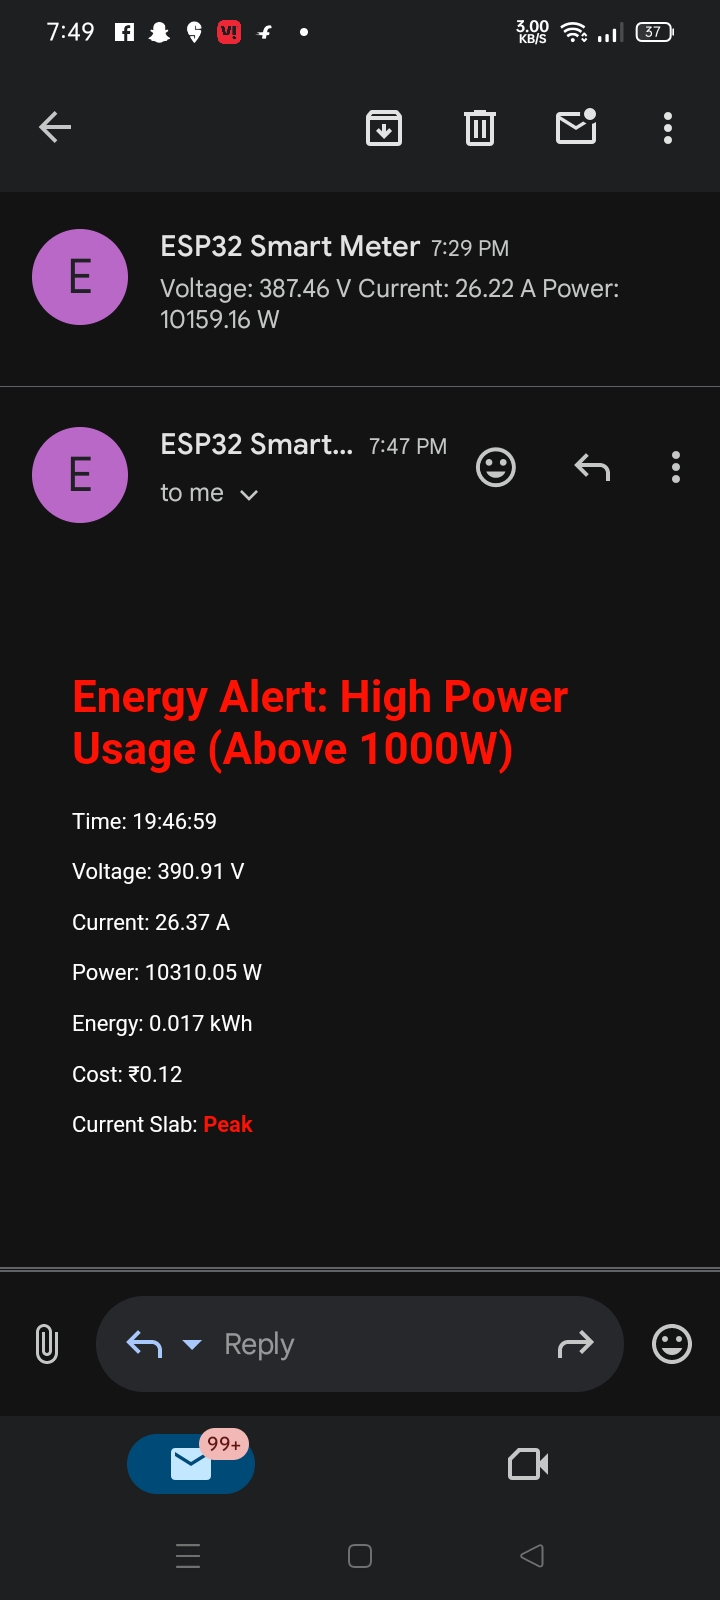 7:49
3.00
KB/S
37
E
ESP32 Smart Meter 7:29 PM
Voltage: 387.46 V Current: 26.22 A Power:
10159.16 W
E
ESP32 Smart... 7:47 PM
to me
Energy Alert: High Power
Usage (Above 1000W)
Time: 19:46:59
Voltage: 390.91 V
Current: 26.37 A
Power: 10310.05 W
Energy: 0.017 kWh
Cost: ₹0.12
Current Slab: Peak
Reply
99+